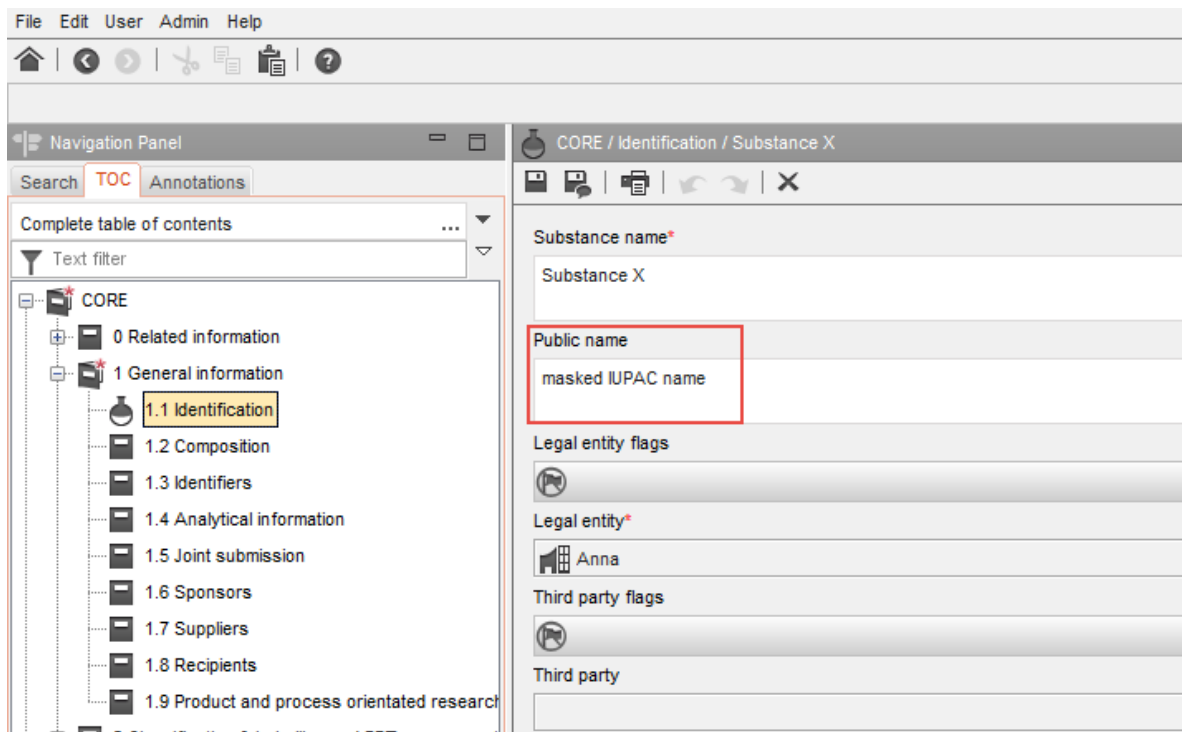 File Edit User Admin Help
Navigation Panel
Search TOC Annotations
Complete table of contents ...
Text filter
CORE
0 Related information
1 General information
1.1 Identification
1.2 Composition
1.3 Identifiers
1.4 Analytical information
1.5 Joint submission
1.6 Sponsors
1.7 Suppliers
1.8 Recipients
1.9 Product and process orientated research
CORE / Identification / Substance X
Substance name*
Substance X
Public name
masked IUPAC name
Legal entity flags
Legal entity*
Anna
Third party flags
Third party